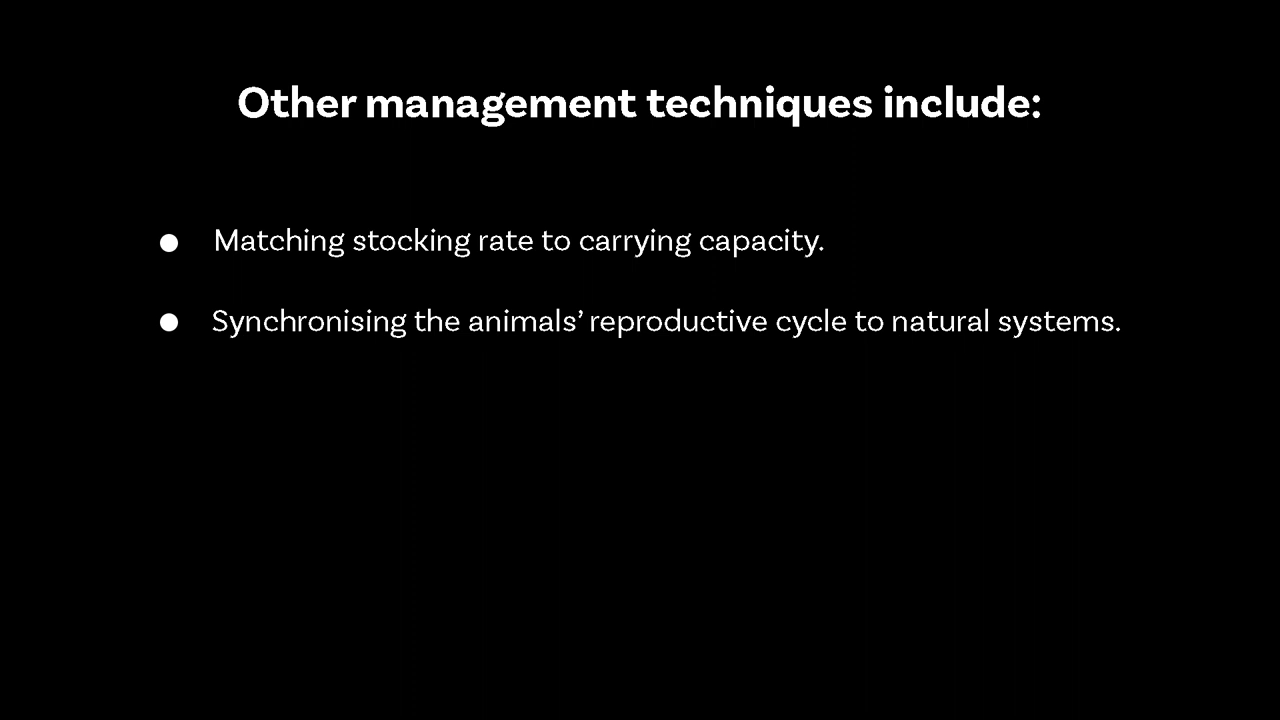 Other management techniques include:
● Matching stocking rate to carrying capacity.
● Synchronising the animals’ reproductive cycle to natural systems.